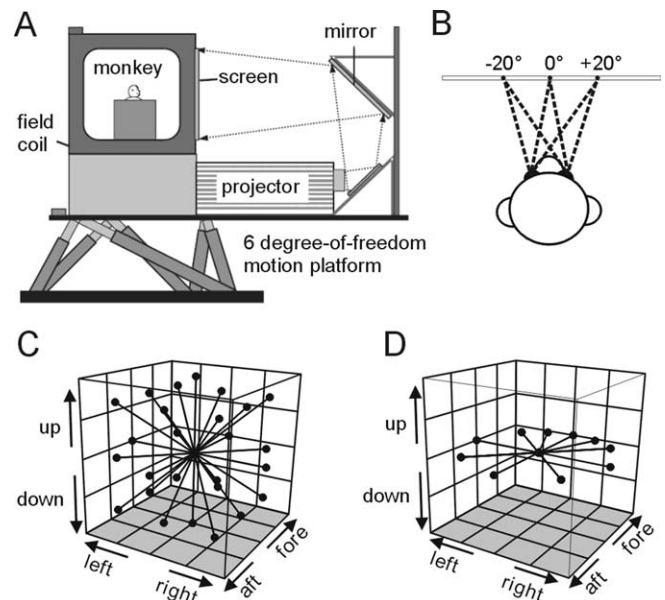 A
monkey
screen
mirror
field
coil
projector
6 degree-of-freedom
motion platform
B
-20° 0° +20°
C
up
down
left
right
aft
fore
D
up
down
left
right
aft
fore